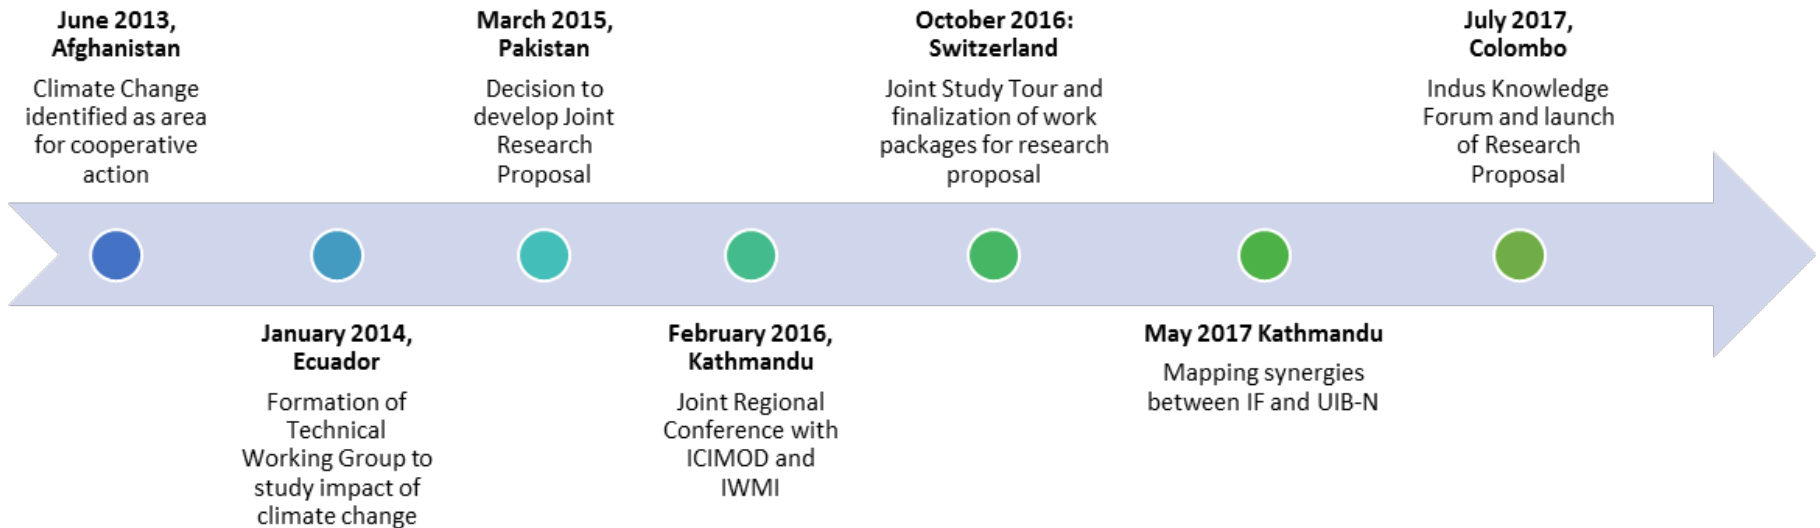 June 2013,
Afghanistan
Climate Change
identified as area
for cooperative
action
January 2014,
Ecuador
Formation of
Technical
Working Group to
study impact of
climate change
March 2015,
Pakistan
Decision to
develop Joint
Research
Proposal
February 2016,
Kathmandu
Joint Regional
Conference with
ICIMOD and
IWMI
October 2016:
Switzerland
Joint Study Tour and
finalization of work
packages for research
proposal
May 2017 Kathmandu
Mapping synergies
between IF and UIB-N
July 2017,
Colombo
Indus Knowledge
Forum and launch
of Research
Proposal